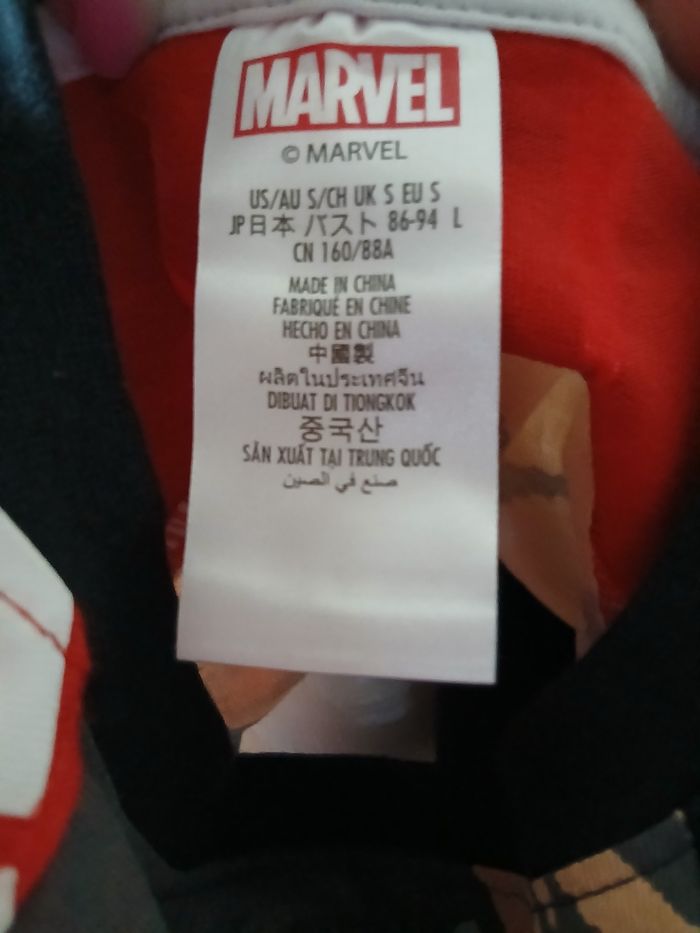 MARVEL
© MARVEL
US/AU S/CH UK S EU S
JP日本 バスト 86-94 L
CN 160/88A
MADE IN CHINA
FABRIQUÉ EN CHINE
HECHO EN CHINA
中國製
ผลิตในประเทศจีน
DIBUAT DI TIONGKOK
중국산
SẢN XUẤT TẠI TRUNG QUỐC
صنع في الصين